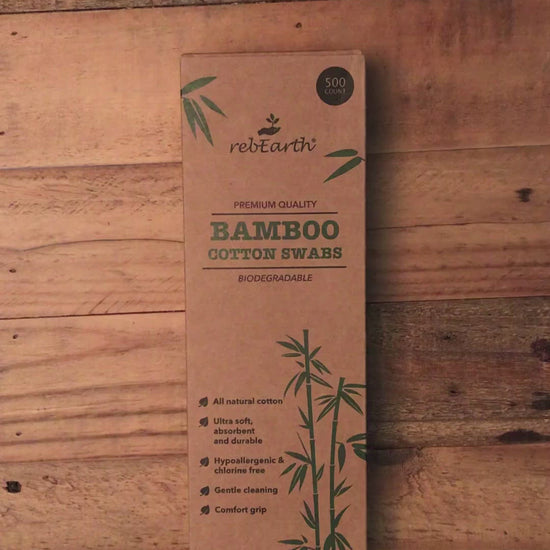 500
COUNT
rebEarth®
PREMIUM QUALITY
BAMBOO
COTTON SWABS
BIODEGRADABLE
All natural cotton
Ultra soft,
absorbent
and durable
Hypoallergenic &
chlorine free
Gentle cleaning
Comfort grip